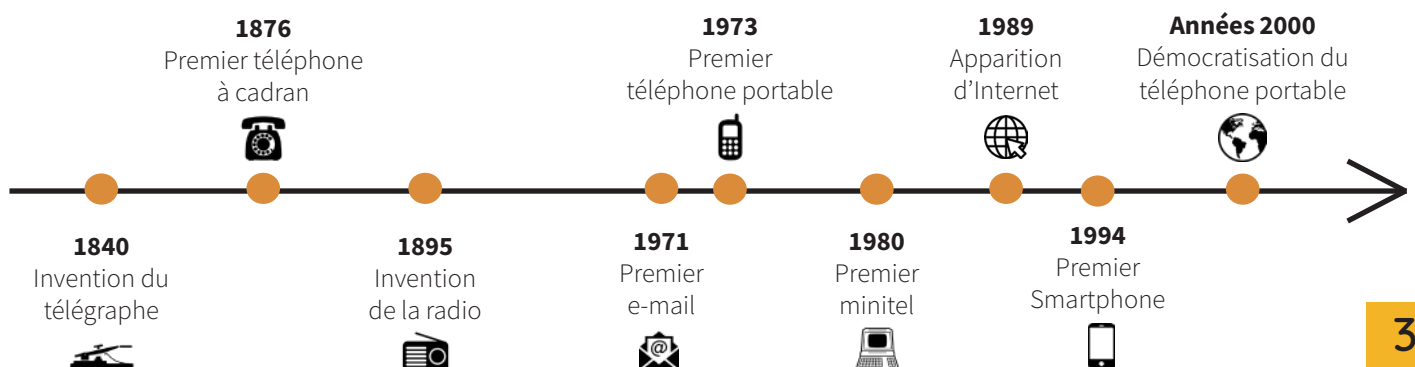 1876
Premier téléphone
à cadran
1973
Premier
téléphone portable
1989
Apparition
d’Internet
Années 2000
Démocratisation du
téléphone portable
1840
Invention du
télégraphe
1895
Invention
de la radio
1971
Premier
e-mail
@
1980
Premier
minitel
1994
Premier
Smartphone
3